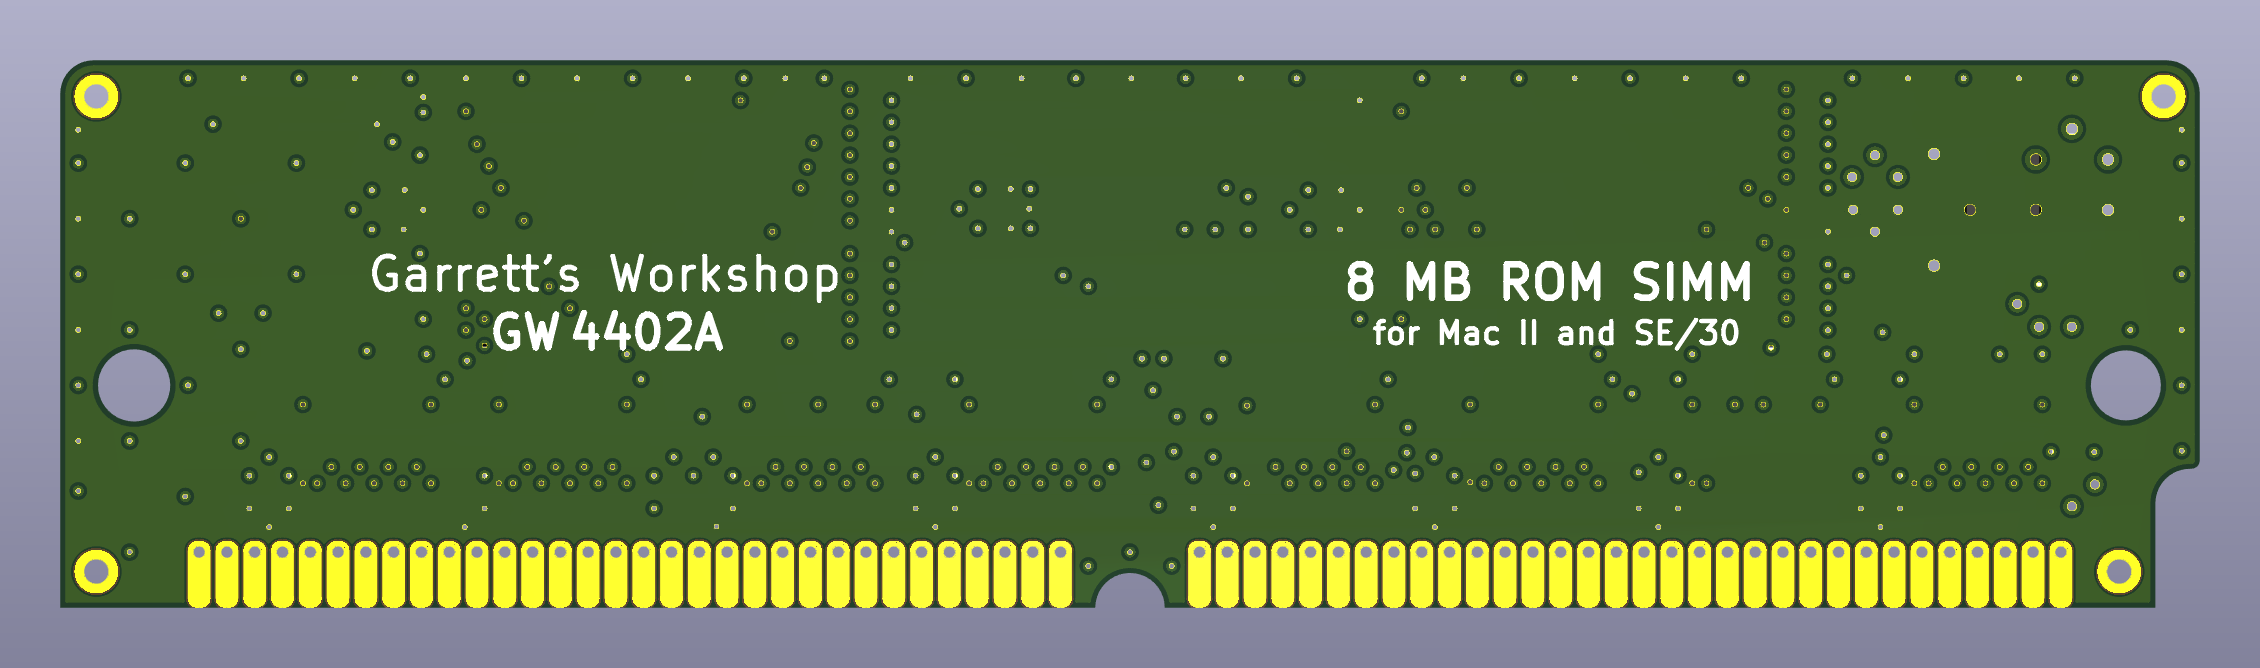 Garrett's Workshop
GW4402A
8 MB ROM SIMM
for Mac II and SE/30